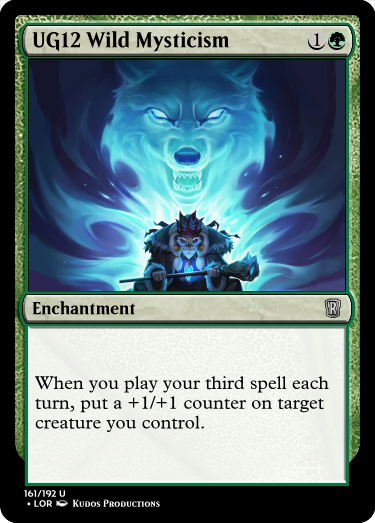 UG12 Wild Mysticism 1
Enchantment R
When you play your third spell each
turn, put a +1/+1 counter on target
creature you control.
161/192 U
• LOR Kudos Productions